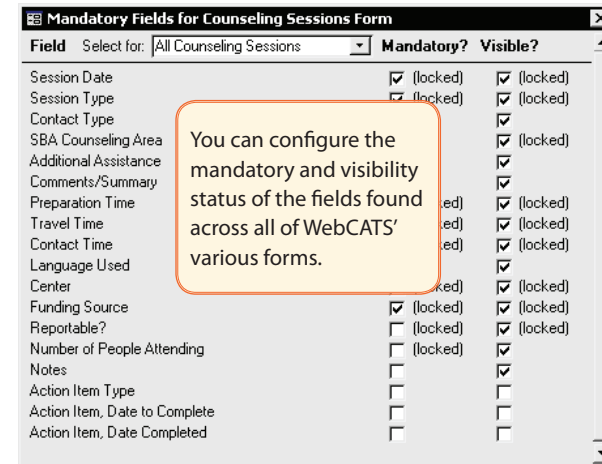 Mandatory Fields for Counseling Sessions Form
Field Select for: All Counseling Sessions Mandatory? Visible?
Session Date (locked) (locked)
Session Type (locked) (locked)
Contact Type
SBA Counseling Area (locked)
Additional Assistance
Comments/Summary
Preparation Time (locked)
Travel Time (locked)
Contact Time (locked)
Language Used
Center (locked)
Funding Source (locked) (locked)
Reportable? (locked) (locked)
Number of People Attending (locked)
Notes
Action Item Type
Action Item, Date to Complete
Action Item, Date Completed
You can configure the
mandatory and visibility
status of the fields found
across all of WebCATS'
various forms.